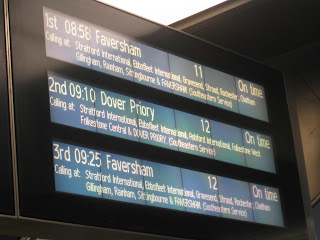 1st 08:58 Faversham 11 On time
Calling at: Stratford International, Ebbsfleet International, Gravesend, Strood, Rochester, Chatham
Gillingham, Rainham, Sittingbourne & FAVERSHAM (Southeastern Service)
2nd 09:10 Dover Priory 12 On time
Calling at: Stratford International, Ebbsfleet International, Ashford International, Folkestone West
Folkestone Central & DOVER PRIORY (Southeastern Service)
3rd 09:25 Faversham 12 On time
Calling at: Stratford International, Ebbsfleet International, Gravesend, Strood, Rochester, Chatham
Gillingham, Rainham, Sittingbourne & FAVERSHAM (Southeastern Service)